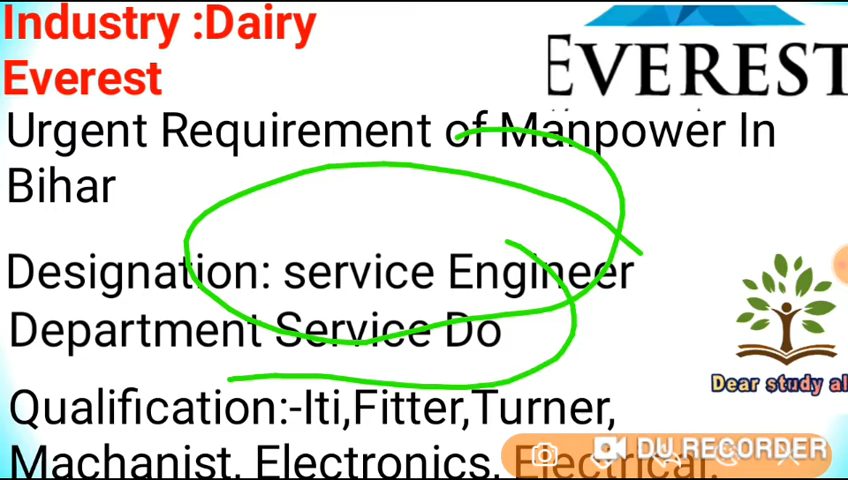 Industry :Dairy
Everest
EVEREST
Urgent Requirement of Manpower In
Bihar
Designation: service Engineer
Department Service Do
Dear study al
Qualification:-Iti,Fitter,Turner,
Machanist, Electronics, Electrical,
DU RECORDER